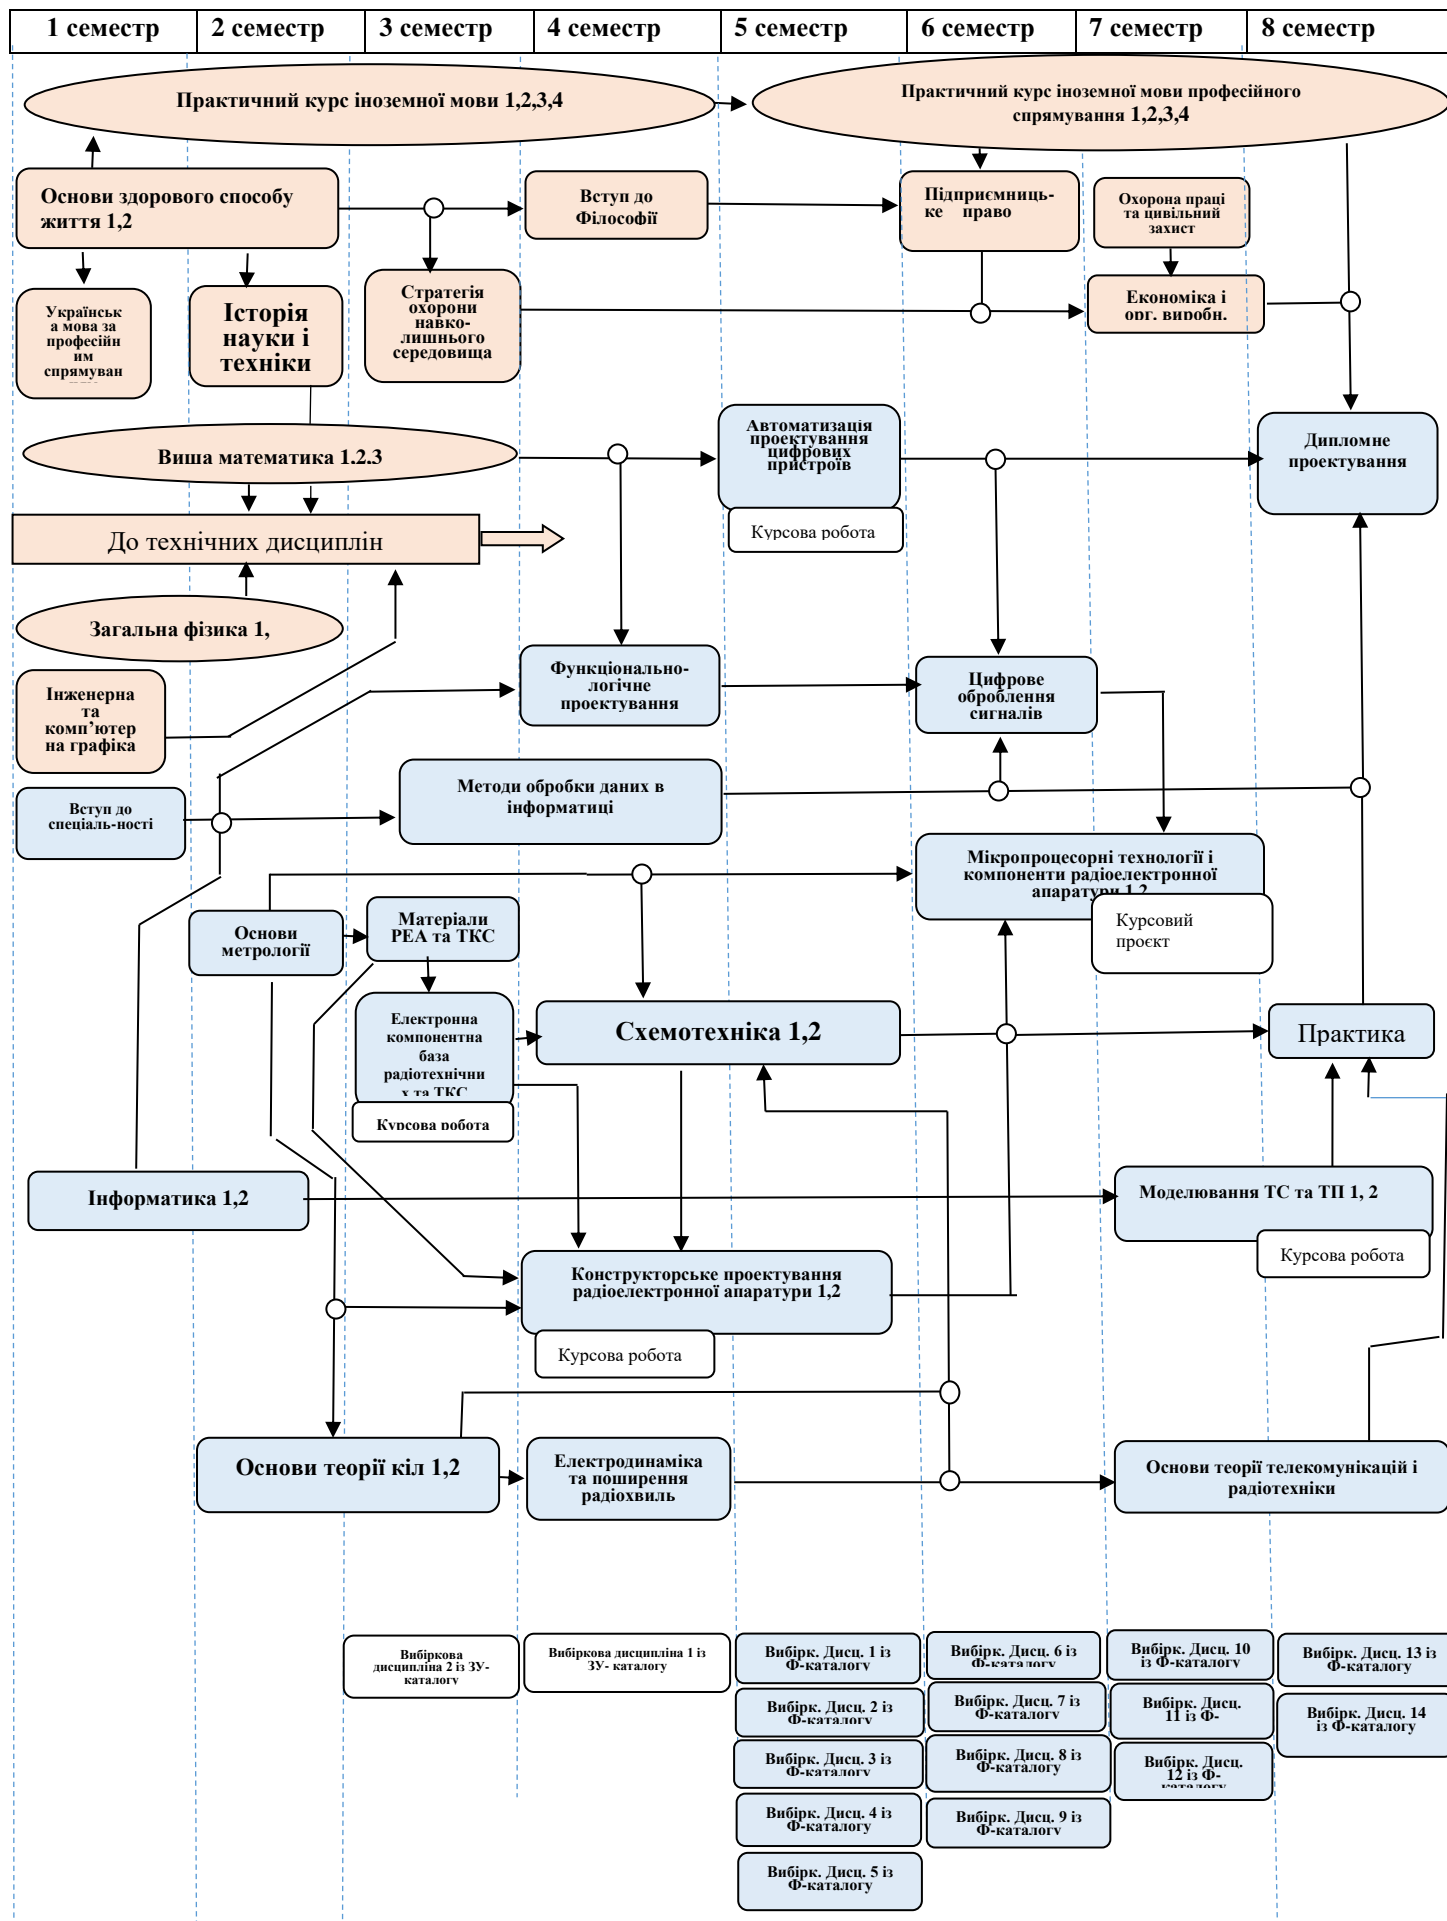 1 семестр
2 семестр
3 семестр
4 семестр
5 семестр
6 семестр
7 семестр
8 семестр
Практичний курс іноземної мови 1,2,3,4
Практичний курс іноземної мови професійного
спрямування 1,2,3,4
Основи здорового способу
життя 1,2
Вступ до
Філософії
Підприємниць-
ке право
Охорона праці
та цивільний
захист
Українськ
а мова за
професійн
им
спрямуван
Історія
науки і
техніки
Стратегія
охорони
навко-
лишнього
середовища
Економіка і
орг. виробн.
Виша математика 1.2.3
Автоматизація
проектування
цифрових
пристроїв
Курсова робота
Дипломне
проектування
До технічних дисциплін
Загальна фізика 1,
Інженерна
та
комп’ютер
на графіка
Функціонально-
логічне
проектування
Цифрове
оброблення
сигналів
Вступ до
спеціаль-ності
Методи обробки даних в
інформатиці
Мікропроцесорні технології і
компоненти радіоелектронної
апаратури 1,2
Курсовий
проєкт
Основи
метрології
Матеріали
РЕА та ТКС
Електронна
компонентна
база
радіотехнічни
х та ТКС
Курсова робота
Схемотехніка 1,2
Практика
Інформатика 1,2
Моделювання ТС та ТП 1, 2
Курсова робота
Конструкторське проектування
радіоелектронної апаратури 1,2
Курсова робота
Основи теорії кіл 1,2
Електродинаміка
та поширення
радіохвиль
Основи теорії телекомунікацій і
радіотехніки
Вибіркова
дисципліна 2 із ЗУ-
каталогу
Вибіркова дисципліна 1 із
ЗУ- каталогу
Вибірк. Дисц. 1 із
Ф-каталогу
Вибірк. Дисц. 6 із
Ф-каталогу
Вибірк. Дисц. 10
із Ф-каталогу
Вибірк. Дисц. 13 із
Ф-каталогу
Вибірк. Дисц. 2 із
Ф-каталогу
Вибірк. Дисц. 7 із
Ф-каталогу
Вибірк. Дисц.
11 із Ф-
Вибірк. Дисц. 14
із Ф-каталогу
Вибірк. Дисц. 3 із
Ф-каталогу
Вибірк. Дисц. 8 із
Ф-каталогу
Вибірк. Дисц.
12 із Ф-
каталогу
Вибірк. Дисц. 4 із
Ф-каталогу
Вибірк. Дисц. 9 із
Ф-каталогу
Вибірк. Дисц. 5 із
Ф-каталогу